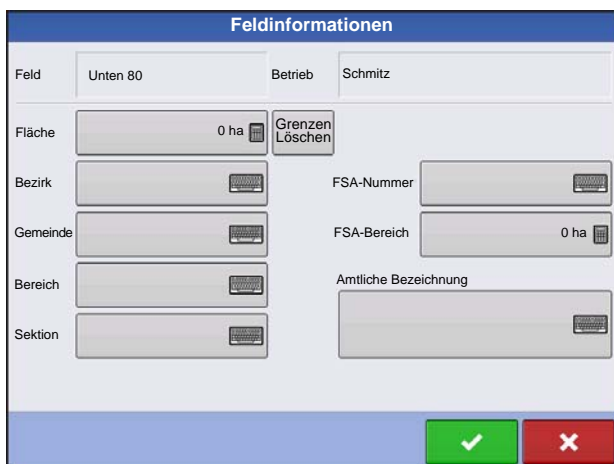 Feldinformationen
Feld Unten 80 Betrieb Schmitz
Fläche 0 ha Grenzen
Löschen
Bezirk FSA-Nummer
Gemeinde FSA-Bereich 0 ha
Bereich Amtliche Bezeichnung
Sektion